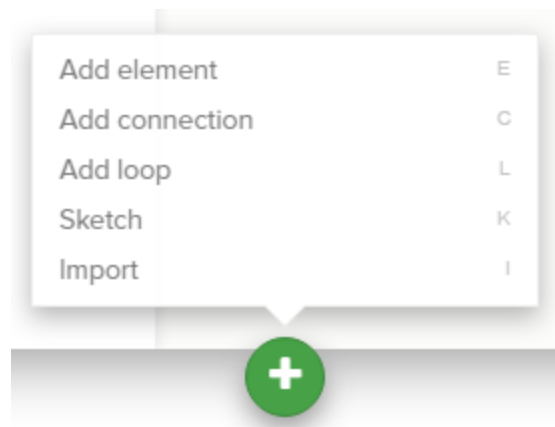 Add element E
Add connection C
Add loop L
Sketch K
Import I